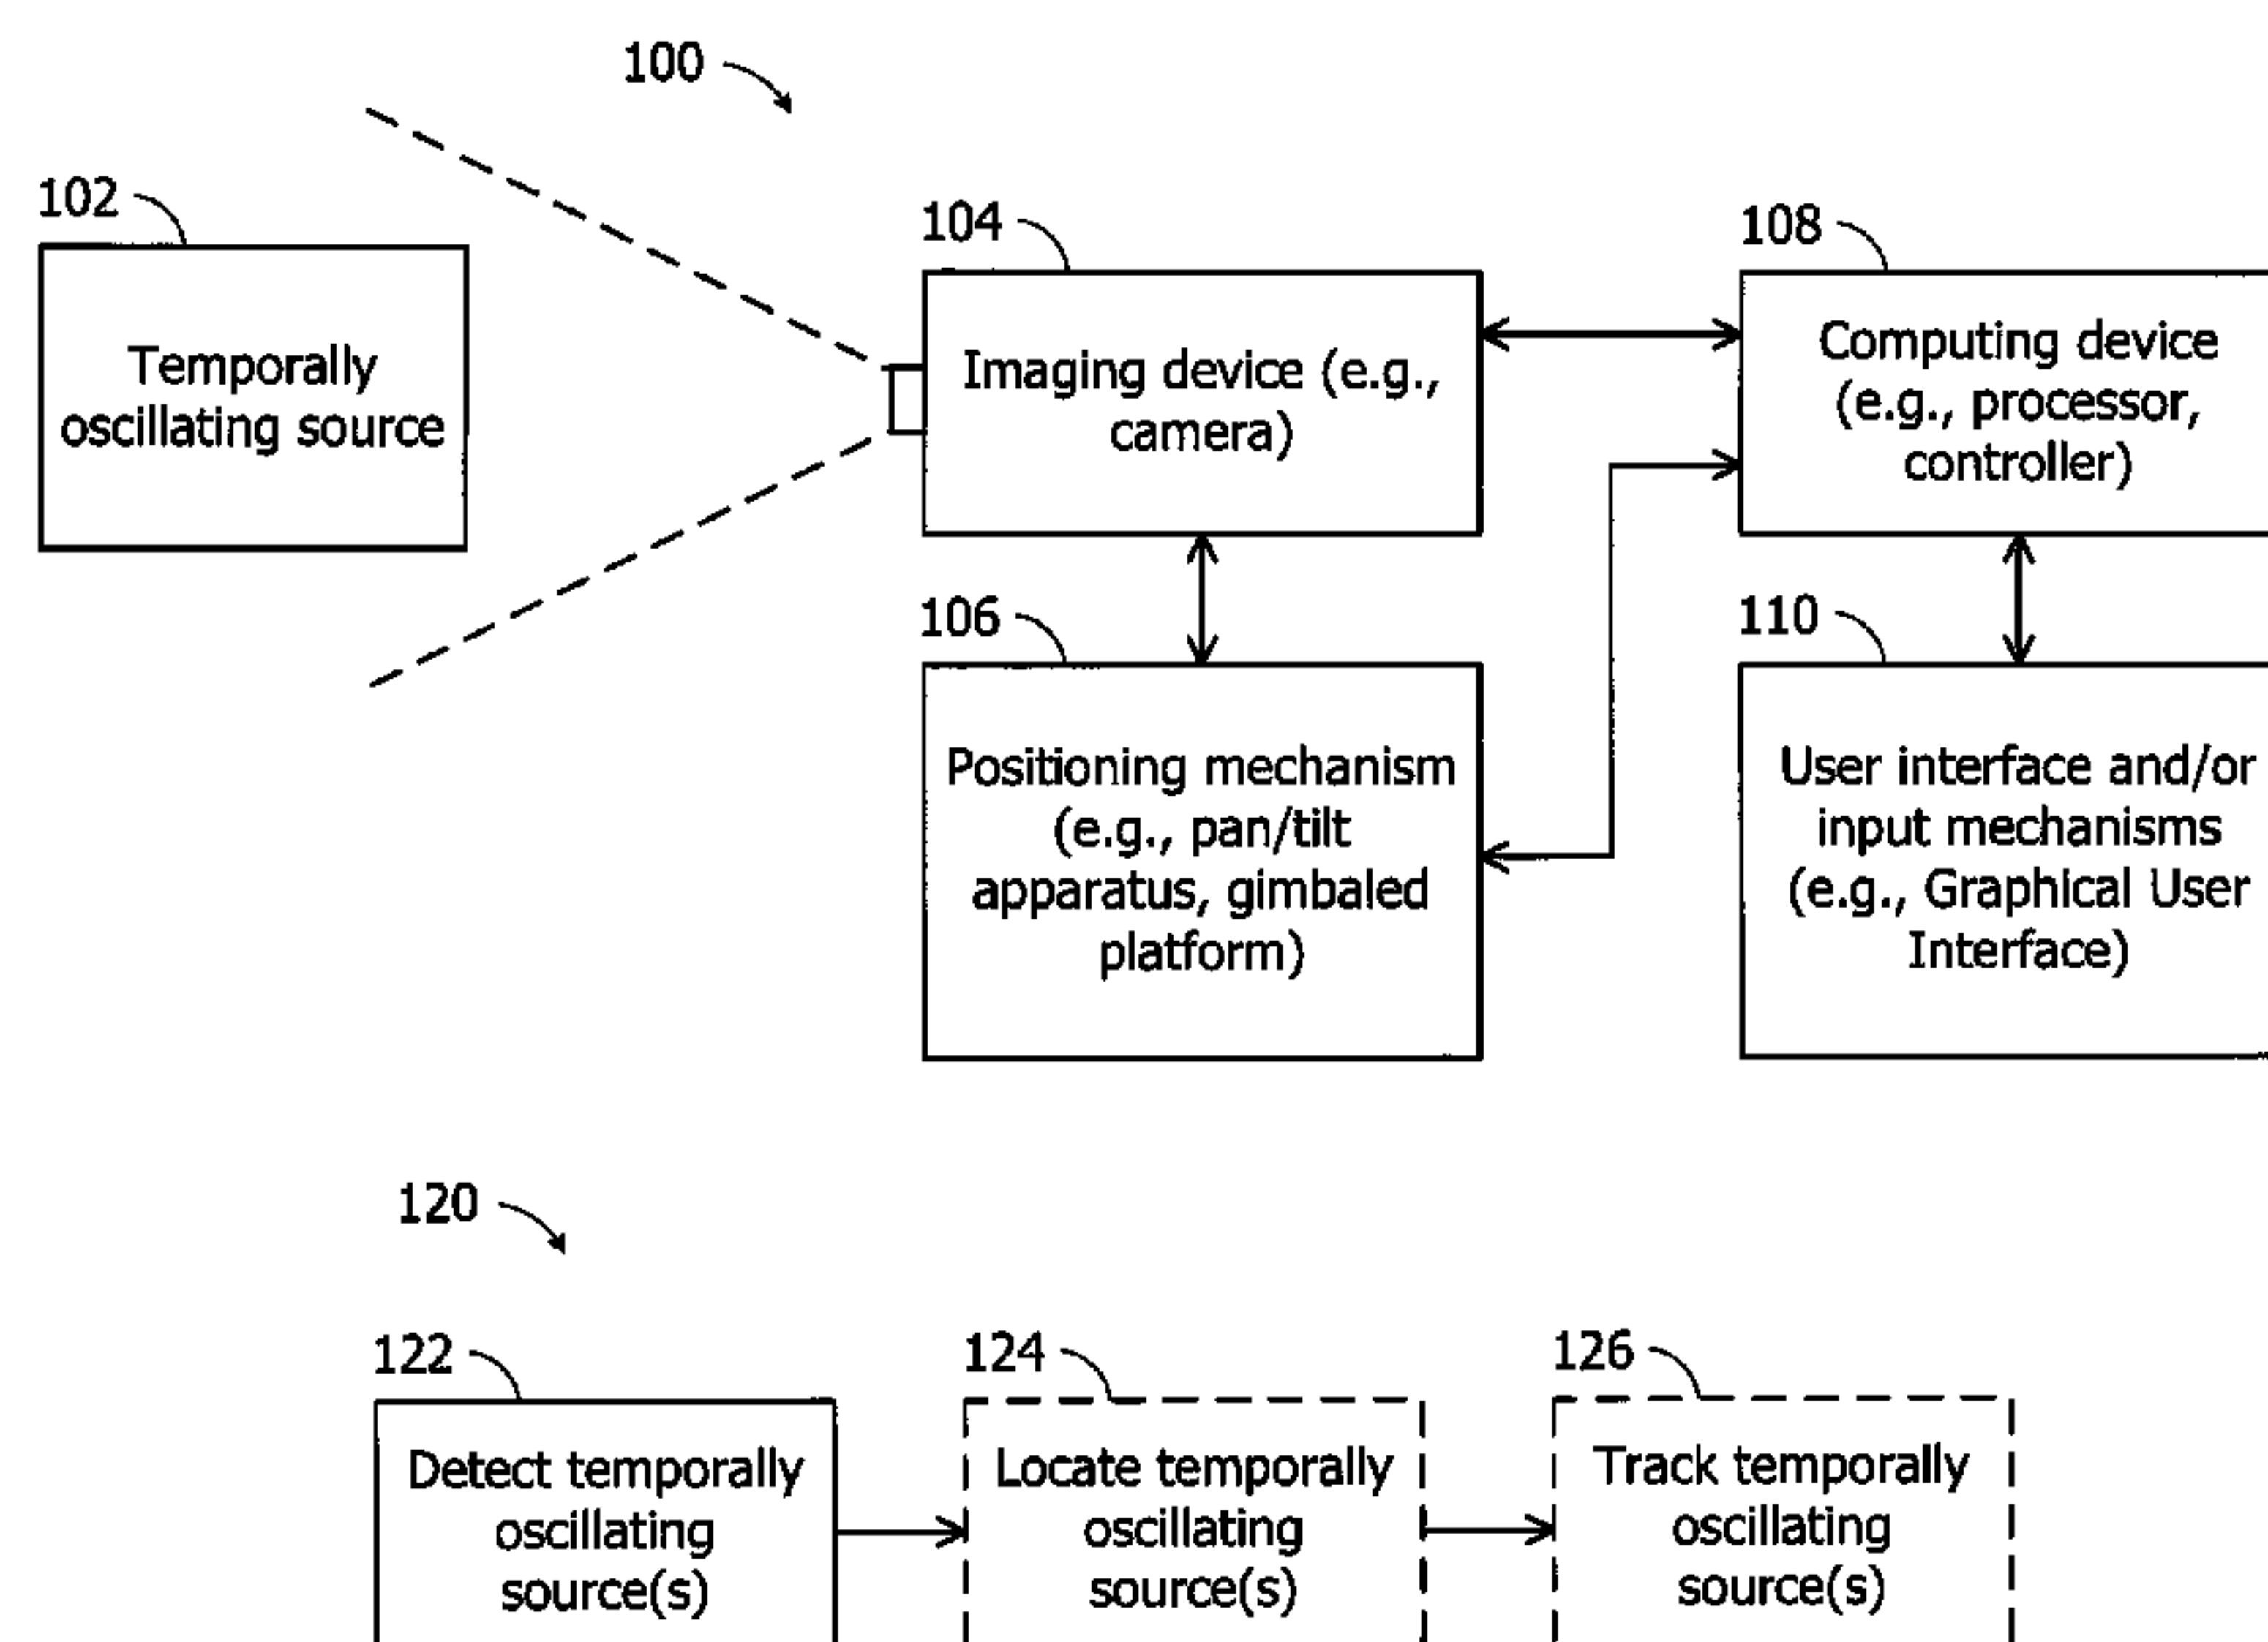 100
102
104
108
Temporally
oscillating source
Imaging device (e.g.,
camera)
Computing device
(e.g., processor,
controller)
106
110
Positioning mechanism
(e.g., pan/tilt
apparatus, gimbaled
platform)
User interface and/or
input mechanisms
(e.g., Graphical User
Interface)
120
122
124
126
Detect temporally
oscillating
source(s)
Locate temporally
oscillating
source(s)
Track temporally
oscillating
source(s)